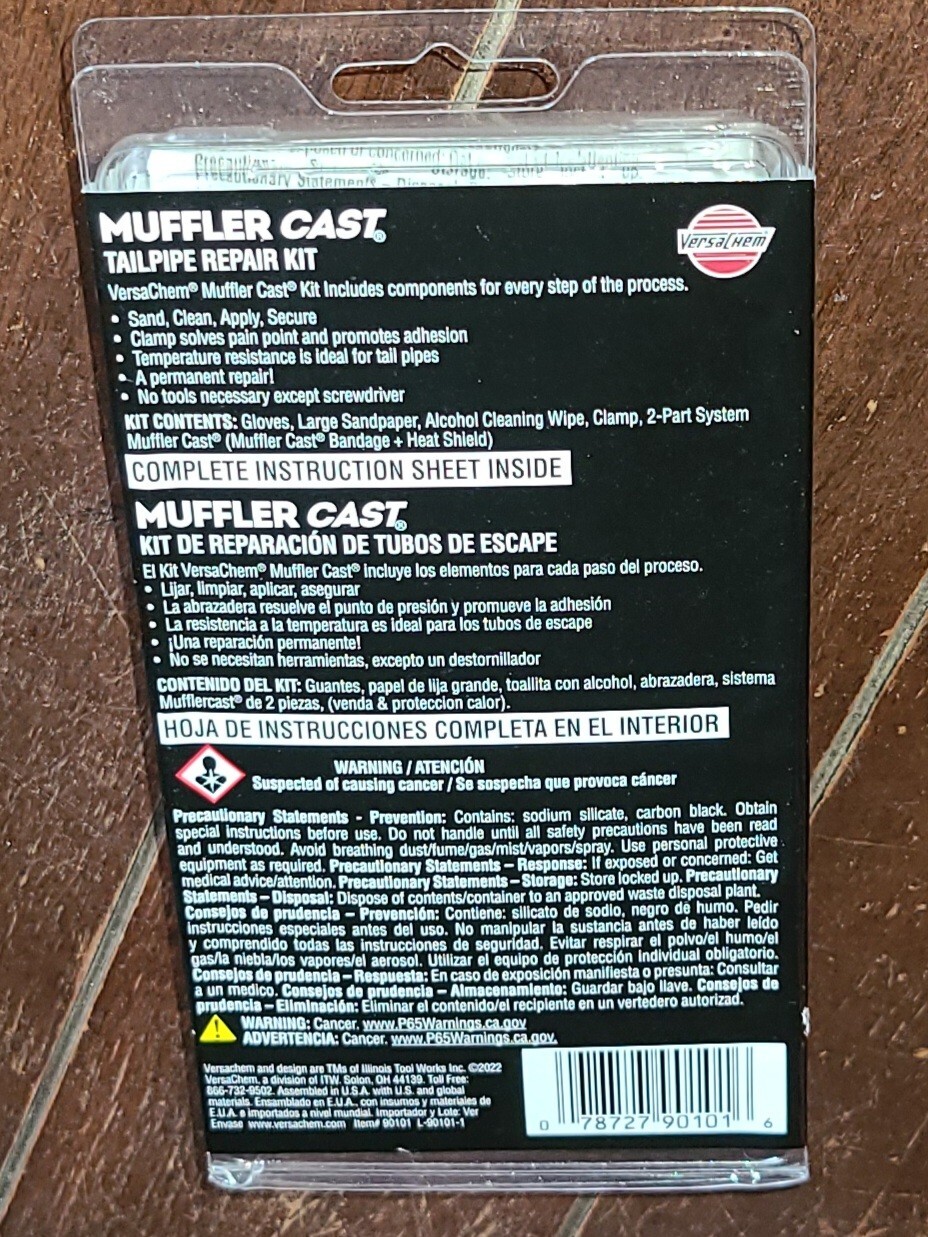 Precautionary Statements
MUFFLER CAST®
TAILPIPE REPAIR KIT
VERSACHEM
VersaChem® Muffler Cast® Kit Includes components for every step of the process.
• Sand, Clean, Apply, Secure
• Clamp solves pain point and promotes adhesion
• Temperature resistance is ideal for tail pipes
• A permanent repair!
• No tools necessary except screwdriver
KIT CONTENTS: Gloves, Large Sandpaper, Alcohol Cleaning Wipe, Clamp, 2-Part System
Muffler Cast® (Muffler Cast® Bandage + Heat Shield)
COMPLETE INSTRUCTION SHEET INSIDE
MUFFLER CAST®
KIT DE REPARACIÓN DE TUBOS DE ESCAPE
El Kit VersaChem® Muffler Cast® incluye los elementos para cada paso del proceso.
• Lijar, limpiar, aplicar, asegurar
• La abrazadera resuelve el punto de presión y promueve la adhesión
• La resistencia a la temperatura es ideal para los tubos de escape
• ¡Una reparación permanente!
• No se necesitan herramientas, excepto un destornillador
CONTENIDO DEL KIT: Guantes, papel de lija grande, toallita con alcohol, abrazadera, sistema
Mufflercast® de 2 piezas, (venda & proteccion calor).
HOJA DE INSTRUCCIONES COMPLETA EN EL INTERIOR
WARNING / ATENCIÓN
Suspected of causing cancer / Se sospecha que provoca cáncer
Precautionary Statements - Prevention: Contains: sodium silicate, carbon black. Obtain
special instructions before use. Do not handle until all safety precautions have been read
and understood. Avoid breathing dust/fume/gas/mist/vapors/spray. Use personal protective
equipment as required. Precautionary Statements – Response: If exposed or concerned: Get
medical advice/attention. Precautionary Statements – Storage: Store locked up. Precautionary
Statements – Disposal: Dispose of contents/container to an approved waste disposal plant.
Consejos de prudencia – Prevención: Contiene: silicato de sodio, negro de humo. Pedir
instrucciones especiales antes del uso. No manipular la sustancia antes de haber leído
y comprendido todas las instrucciones de seguridad. Evitar respirar el polvo/el humo/el
gas/la niebla/los vapores/el aerosol. Utilizar el equipo de protección individual obligatorio.
Consejos de prudencia – Respuesta: En caso de exposición manifiesta o presunta: Consultar
a un medico. Consejos de prudencia – Almacenamiento: Guardar bajo llave. Consejos de
prudencia – Eliminación: Eliminar el contenido/el recipiente en un vertedero autorizad.
WARNING: Cancer. www.P65Warnings.ca.gov
ADVERTENCIA: Cancer. www.P65Warnings.ca.gov.
Versachem and design are TMs of Illinois Tool Works Inc. ©2022
VersaChem, a division of ITW. Solon, OH 44139. Toll Free:
866-732-9502. Assembled in U.S.A. with U.S. and global
materials. Ensamblado en E.U.A. con insumos y materiales de
E.U.A e importados a nivel mundial. Importador y Lote: Ver
Envase www.versachem.com Item# 90101 L-90101-1
0 78727 90101 6